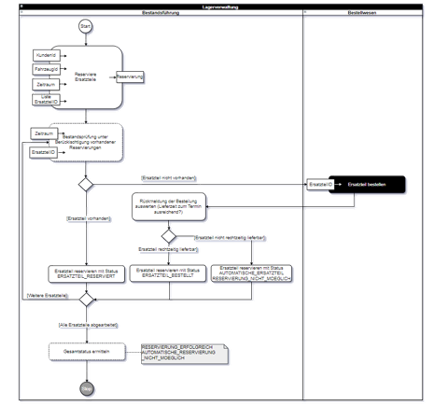 Lagerverwaltung
Bestandsführung
Bestellwesen
Start
KundenId
FahrzeugId
Zeitraum
Liste
ErsatzteilID
Reserviere
Ersatzteile
Reservierung
Zeitraum
ErsatzteilID
Bestandsprüfung unter
Berücksichtigung vorhandener
Reservierungen
[Ersatzteil nicht vorhanden]
ErsatzteilID
Ersatzteil bestellen
[Ersatzteil vorhanden]
Rückmeldung der Bestellung
auswerten (Lieferzeit zum Termin
ausreichend?)
[Ersatzteil nicht rechtzeitig lieferbar]
[Ersatzteil rechtzeitig lieferbar]
Ersatzteil reservieren mit Status
ERSATZTEIL_RESERVIERT
Ersatzteil reservieren mit Status
ERSATZTEIL_BESTELLT
Ersatzteil reservieren mit Status
AUTOMATISCHE_ERSATZTEIL
RESERVIERUNG_NICHT_MOEGLICH
[Weitere Ersatzteile]
[Alle Ersatzteile abgearbeitet]
Gesamtstatus ermitteln
RESERVIERUNG_ERFOLGREICH
AUTOMATISCHE_RESERVIERUNG
_NICHT_MOEGLICH
Stop